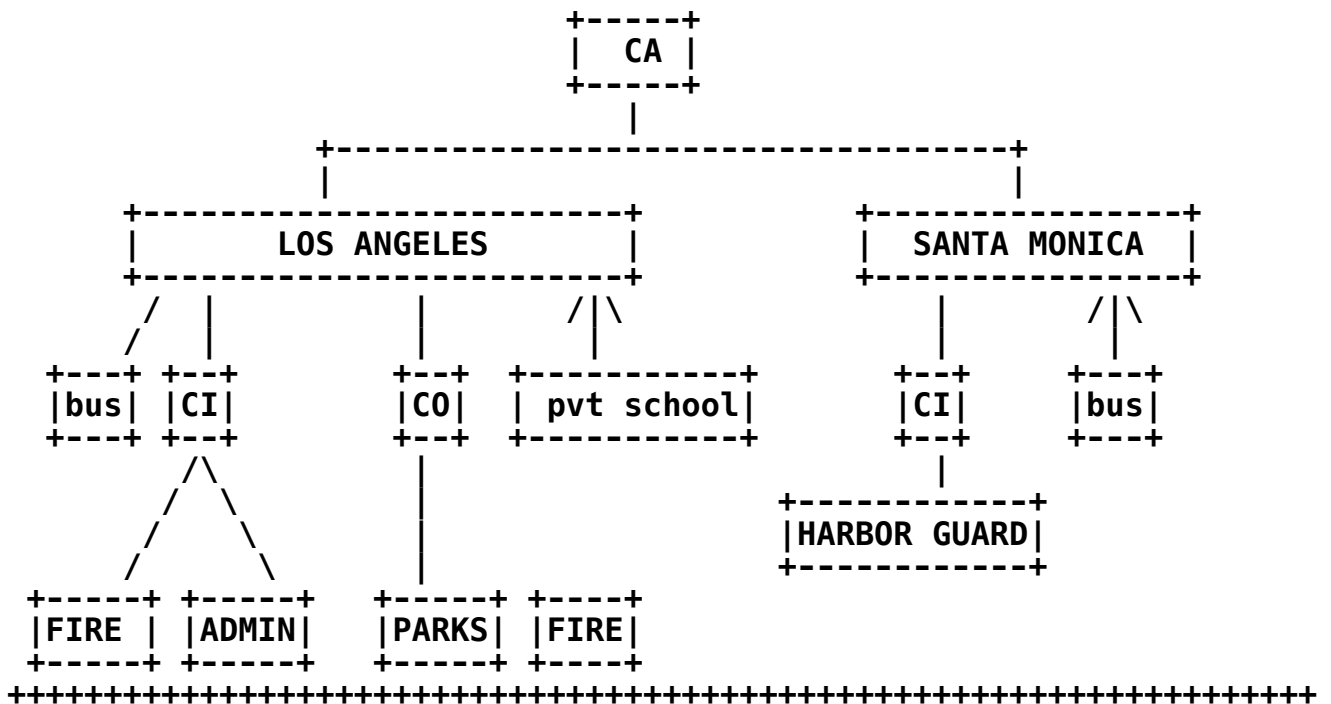 CA
LOS ANGELES SANTA MONICA
bus CI CO pvt school CI bus
HARBOR GUARD
FIRE ADMIN PARKS FIRE